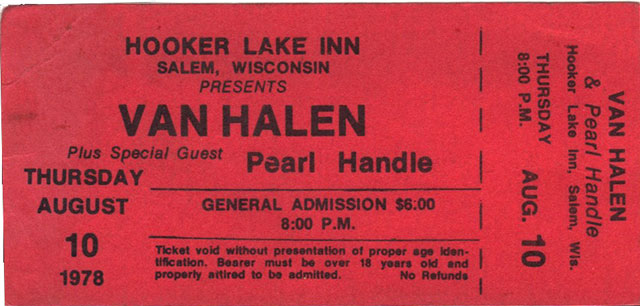 HOOKER LAKE INN
SALEM, WISCONSIN
PRESENTS
VAN HALEN
Plus Special Guest Pearl Handle
THURSDAY
AUGUST
10
1978
GENERAL ADMISSION $6.00
8:00 P.M.
Ticket void without presentation of proper age iden-
tification. Bearer must be over 18 years old and
properly attired to be admitted. No Refunds
VAN HALEN
& Pearl Handle
Hooker Lake Inn, Salem, Wis.
THURSDAY AUG. 10
8:00 P.M.